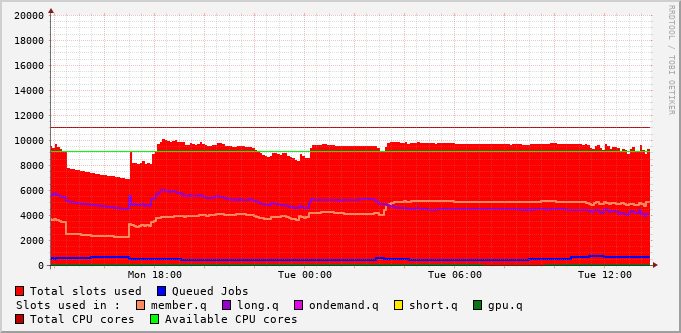 20000
18000
16000
14000
12000
10000
8000
6000
4000
2000
0
Mon 18:00 Tue 00:00 Tue 06:00 Tue 12:00
RRDTOOL / TOBI OETIKER
Total slots used Queued Jobs
Slots used in : member.q long.q ondemand.q short.q gpu.q
Total CPU cores Available CPU cores